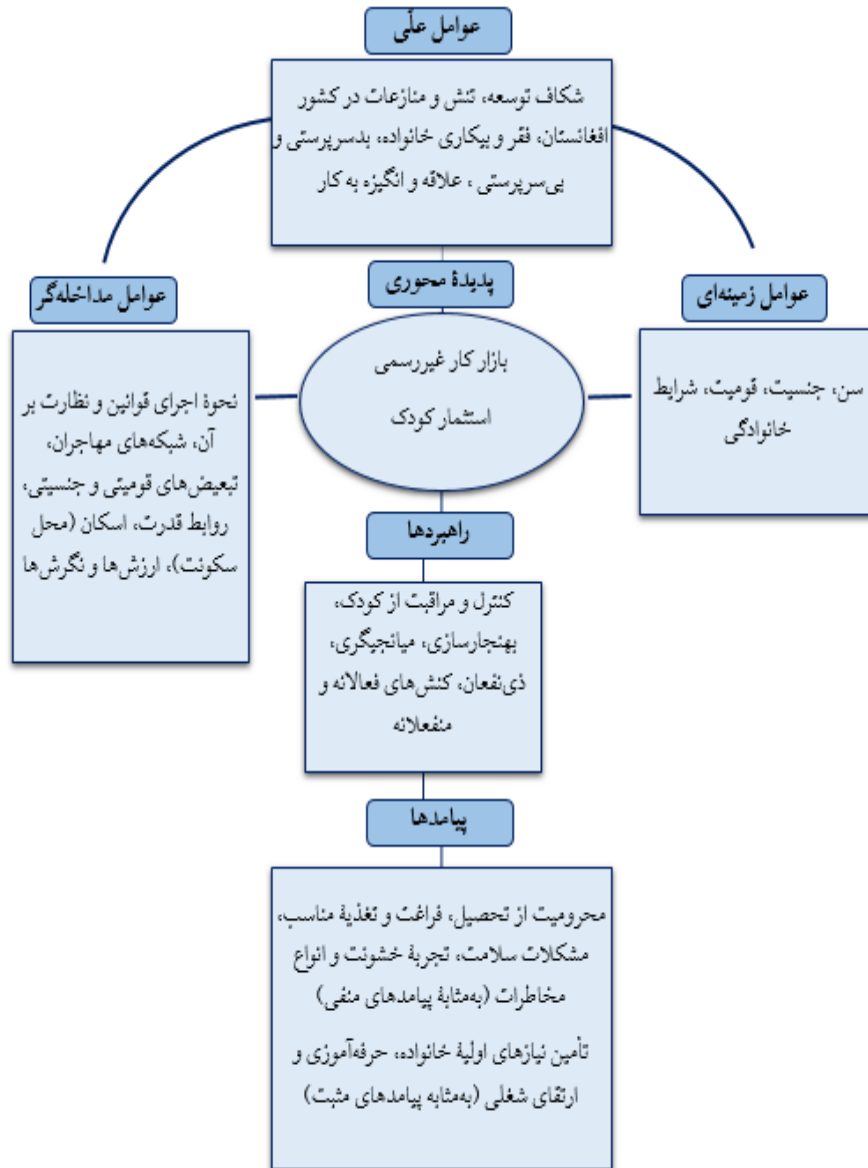 عوامل علّی
شکاف توسعه، تنش و منازعات در کشور
افغانستان، فقر و بیکاری خانواده، بدسرپرستی و
بی‌سرپرستی ، علاقه و انگیزه به کار
پدیدۀ محوری
بازار کار غیررسمی
استثمار کودک
عوامل زمینه‌ای
سن، جنسیت، قومیت، شرایط
خانوادگی
عوامل مداخله‌گر
نحوۀ اجرای قوانین و نظارت بر
آن، شبکه‌های مهاجران،
تبعیض‌های قومیتی و جنسیتی،
روابط قدرت، اسکان (محل
سکونت)، ارزش‌ها و نگرش‌ها
راهبردها
کنترل و مراقبت از کودک،
بهنجارسازی، میانجیگری،
ذی‌نفعان، کنش‌های فعالانه و
منفعلانه
پیامدها
محرومیت از تحصیل، فراغت و تغذیۀ مناسب،
مشکلات سلامت، تجربۀ خشونت و انواع
مخاطرات (به‌مثابۀ پیامدهای منفی)
تأمین نیازهای اولیۀ خانواده، حرفه‌آموزی و
ارتقای شغلی (به‌مثابه پیامدهای مثبت)